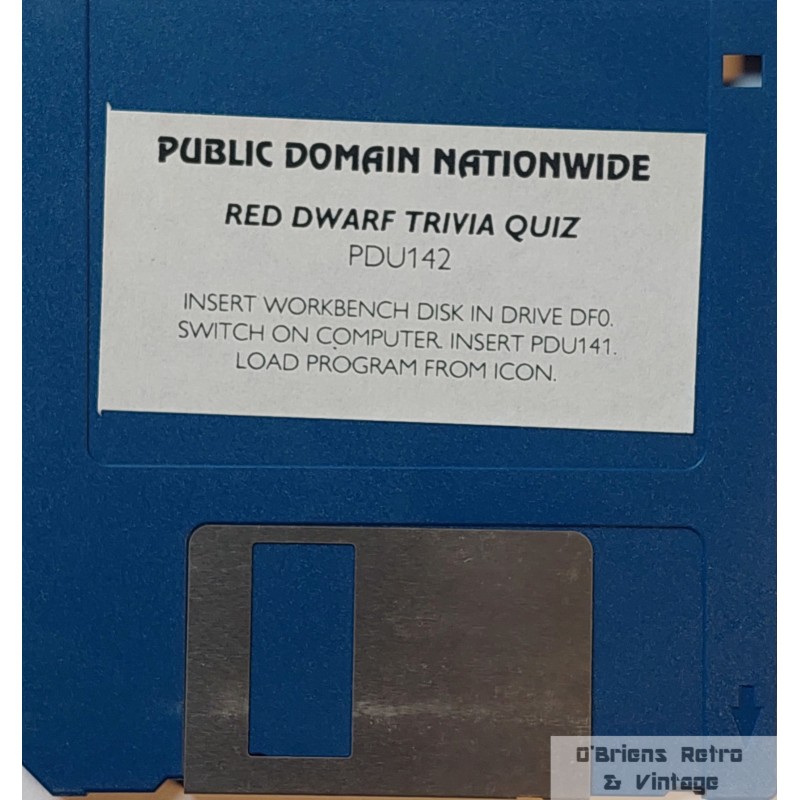 PUBLIC DOMAIN NATIONWIDE
RED DWARF TRIVIA QUIZ
PDU142
INSERT WORKBENCH DISK IN DRIVE DF0.
SWITCH ON COMPUTER. INSERT PDU141.
LOAD PROGRAM FROM ICON.
O'Briens Retro
& Vintage